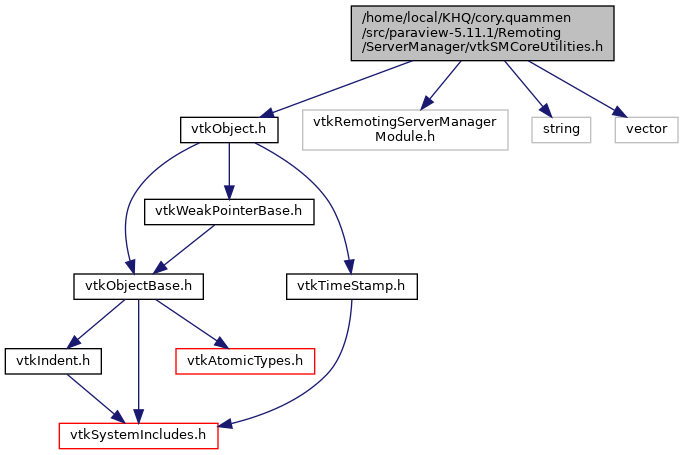 /home/local/KHQ/cory.quammen
/src/paraview-5.11.1/Remoting
/ServerManager/vtkSMCoreUtilities.h
vtkObject.h
vtkRemotingServerManager
Module.h
string
vector
vtkWeakPointerBase.h
vtkObjectBase.h
vtkTimeStamp.h
vtkIndent.h
vtkAtomicTypes.h
vtkSystemIncludes.h